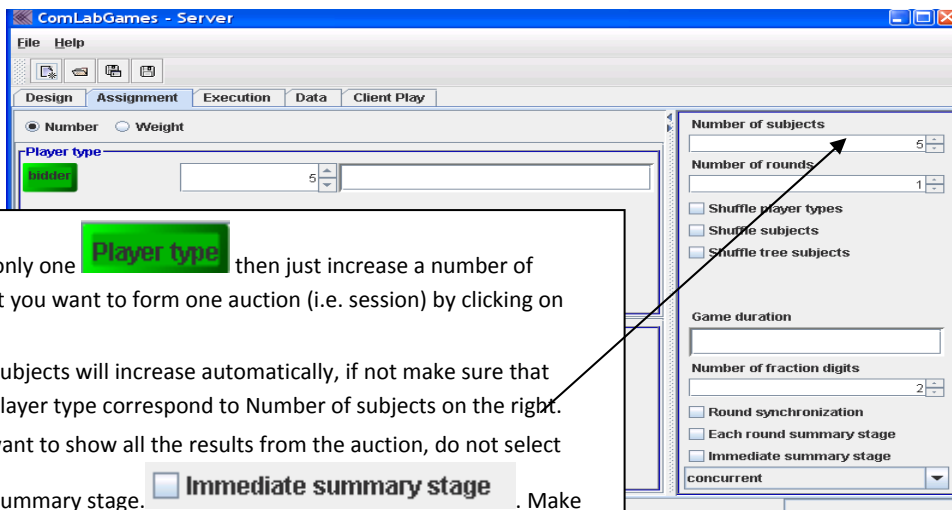 ComLabGames - Server
File Help
Design Assignment Execution Data Client Play
Number Weight
Player type
bidder 5
Number of subjects
5
Number of rounds
1
Shuffle player types
Shuffle subjects
Shuffle tree subjects
Game duration
Number of fraction digits
2
Round synchronization
Each round summary stage
Immediate summary stage
concurrent
only one Player type then just increase a number of
t you want to form one auction (i.e. session) by clicking on
ubjects will increase automatically, if not make sure that
layer type correspond to Number of subjects on the right.
want to show all the results from the auction, do not select
ummary stage. Immediate summary stage . Make